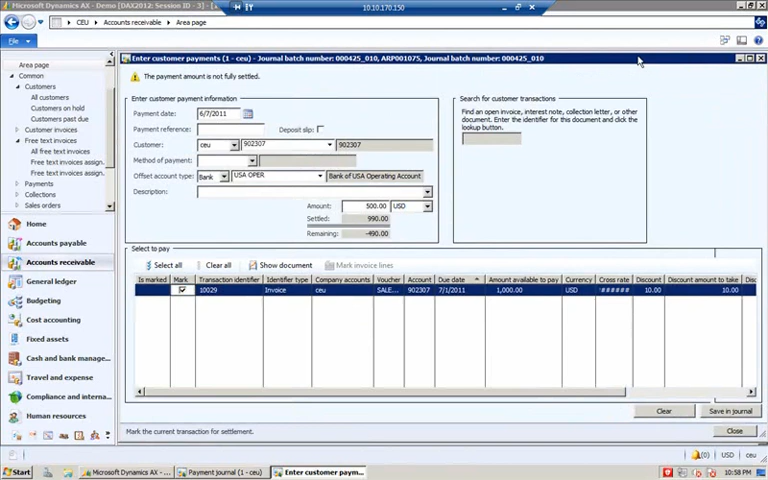 Microsoft Dynamics AX - Demo [DAX2012: Session ID - 3] -
10.10.170.150
CEU
Accounts receivable
Area page
File
Area page
Common
Customers
All customers
Customers on hold
Customers past due
Customer invoices
Free text invoices
All free text invoices
Free text invoices assign.
Free text invoices assign.
Payments
Collections
Sales orders
Home
Accounts payable
Accounts receivable
General ledger
Budgeting
Cost accounting
Fixed assets
Cash and bank manage...
Travel and expense
Compliance and interna...
Human resources
Enter customer payments (1 - ceu) - Journal batch number: 000425_010, ARP001075, Journal batch number: 000425_010
The payment amount is not fully settled.
Enter customer payment information
Payment date: 6/7/2011
Payment reference:
Deposit slip:
Customer: ceu 902307 902307
Method of payment:
Offset account type: Bank USA OPER Bank of USA Operating Account
Description:
Amount: 500.00 USD
Settled: 990.00
Remaining: -490.00
Search for customer transactions
Find an open invoice, interest note, collection letter, or other
document. Enter the identifier for this document and click the
lookup button.
Select to pay
Select all Clear all Show document Mark invoice lines
Is marked Mark Transaction identifier Identifier type Company accounts Voucher Account Due date Amount available to pay Currency Cross rate Discount Discount amount to take
10029 Invoice ceu SALE... 902307 7/1/2011 1,000.00 USD 10.00 10.00
Clear Save in journal
Mark the current transaction for settlement.
Close
(0) USD ceu
Start
Microsoft Dynamics AX - ...
Payment journal (1 - ceu)
Enter customer paym...
10:58 PM